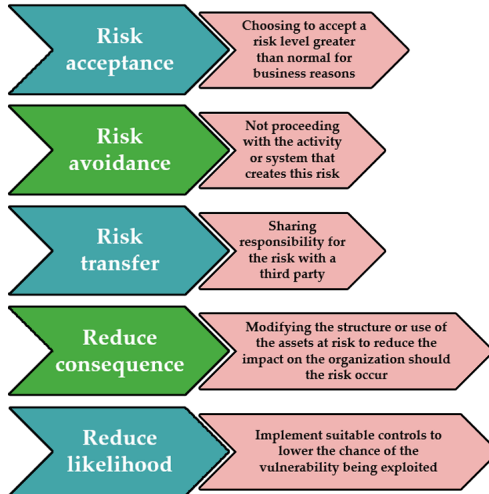 Risk
acceptance
Choosing to accept a
risk level greater
than normal for
business reasons
Risk
avoidance
Not proceeding
with the activity
or system that
creates this risk
Risk
transfer
Sharing
responsibility for
the risk with a
third party
Reduce
consequence
Modifying the structure or use of
the assets at risk to reduce the
impact on the organization should
the risk occur
Reduce
likelihood
Implement suitable controls to
lower the chance of the
vulnerability being exploited